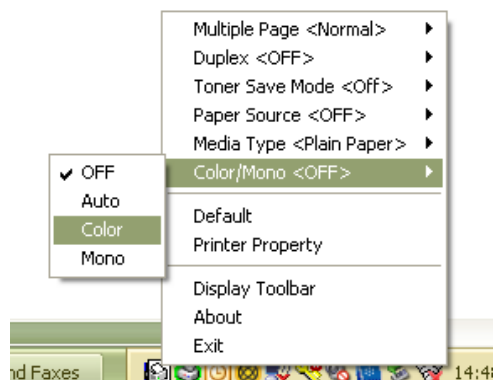 Multiple Page <Normal>
Duplex <OFF>
Toner Save Mode <Off>
Paper Source <OFF>
Media Type <Plain Paper>
Color/Mono <OFF>
OFF
Auto
Color
Mono
Default
Printer Property
Display Toolbar
About
Exit
nd Faxes